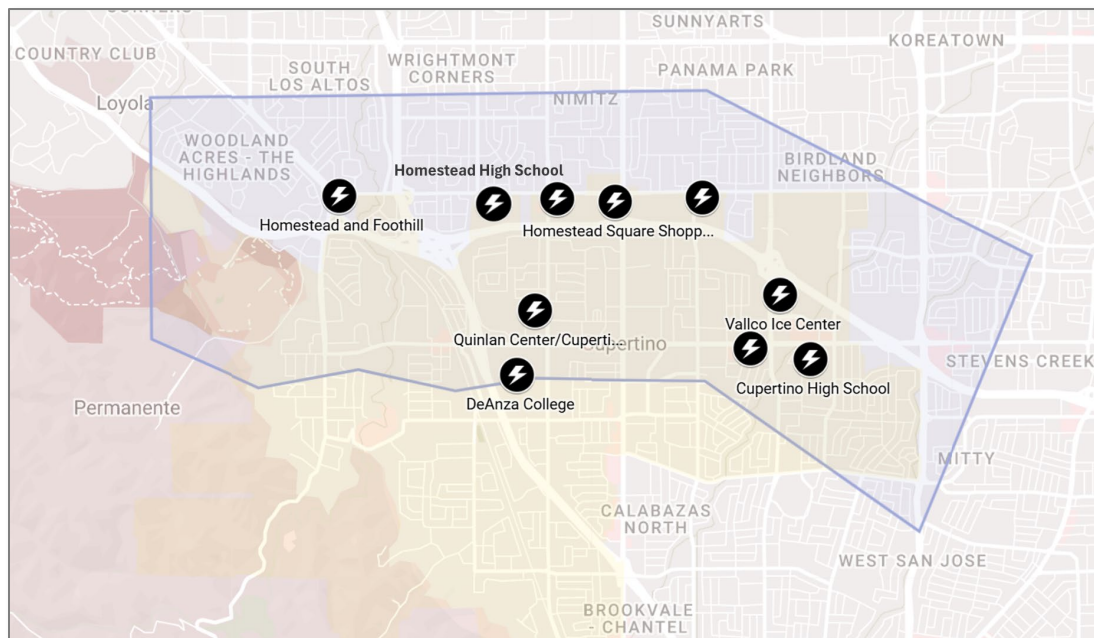 SUNNYARTS
KOREATOWN
COUNTRY CLUB
WRIGHTMONT
CORNERS
SOUTH
LOS ALTOS
PANAMA PARK
Loyola
NIMITZ
WOODLAND
ACRES - THE
HIGHLANDS
BIRDLAND
NEIGHBORS
Homestead High School
Homestead and Foothill
Homestead Square Shopp...
Vallco Ice Center
Quinlan Center/Cuperti...
Cupertino
STEVENS CREEK
Cupertino High School
DeAnza College
Permanente
MITTY
CALABAZAS
NORTH
WEST SAN JOSE
BROOKVALE
- CHANTEL